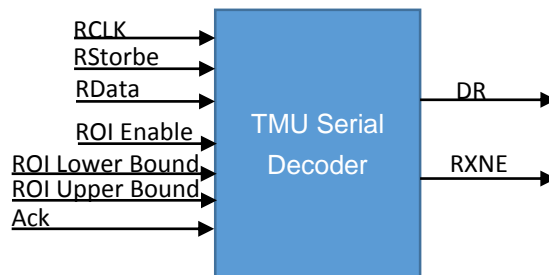 RCLK
RStorbe
RData
ROI Enable
ROI Lower Bound
ROI Upper Bound
Ack
TMU Serial
Decoder
DR
RXNE